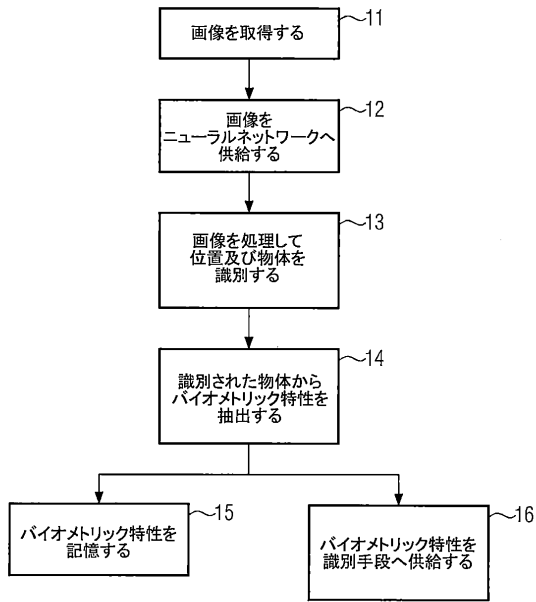 画像を取得する
11
画像を
ニューラルネットワークへ
供給する
12
画像を処理して
位置及び物体を
識別する
13
識別された物体から
バイオメトリック特性を
抽出する
14
バイオメトリック特性を
記憶する
15
バイオメトリック特性を
識別手段へ供給する
16